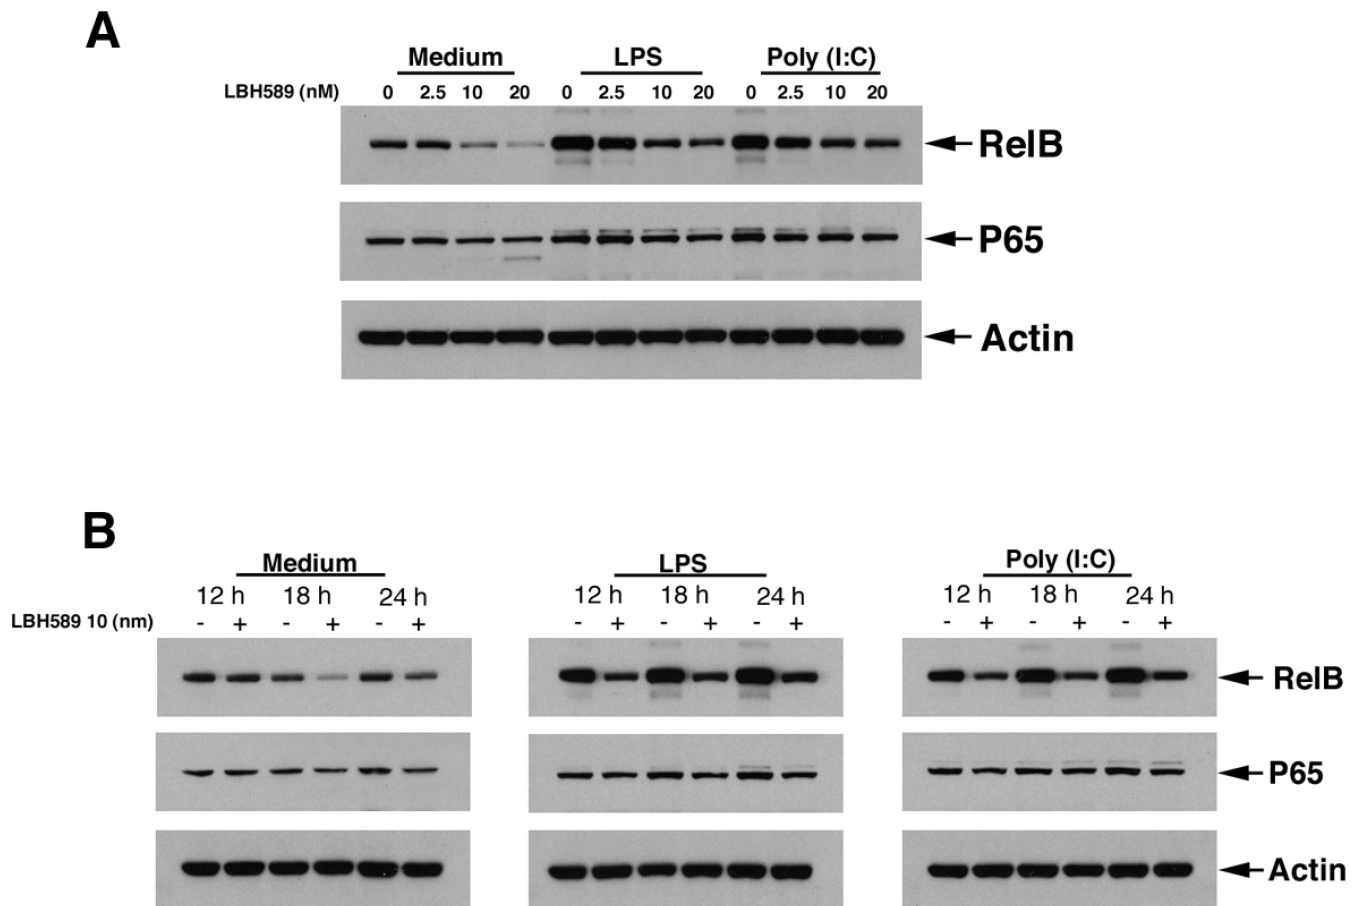 A
Medium LPS Poly (I:C)
LBH589 (nM) 0 2.5 10 20 0 2.5 10 20 0 2.5 10 20
RelB
P65
Actin
B
Medium LPS Poly (I:C)
12 h 18 h 24 h 12 h 18 h 24 h 12 h 18 h 24 h
LBH589 10 (nm) - + - + - + - + - + - + - + - + - +
RelB
P65
Actin